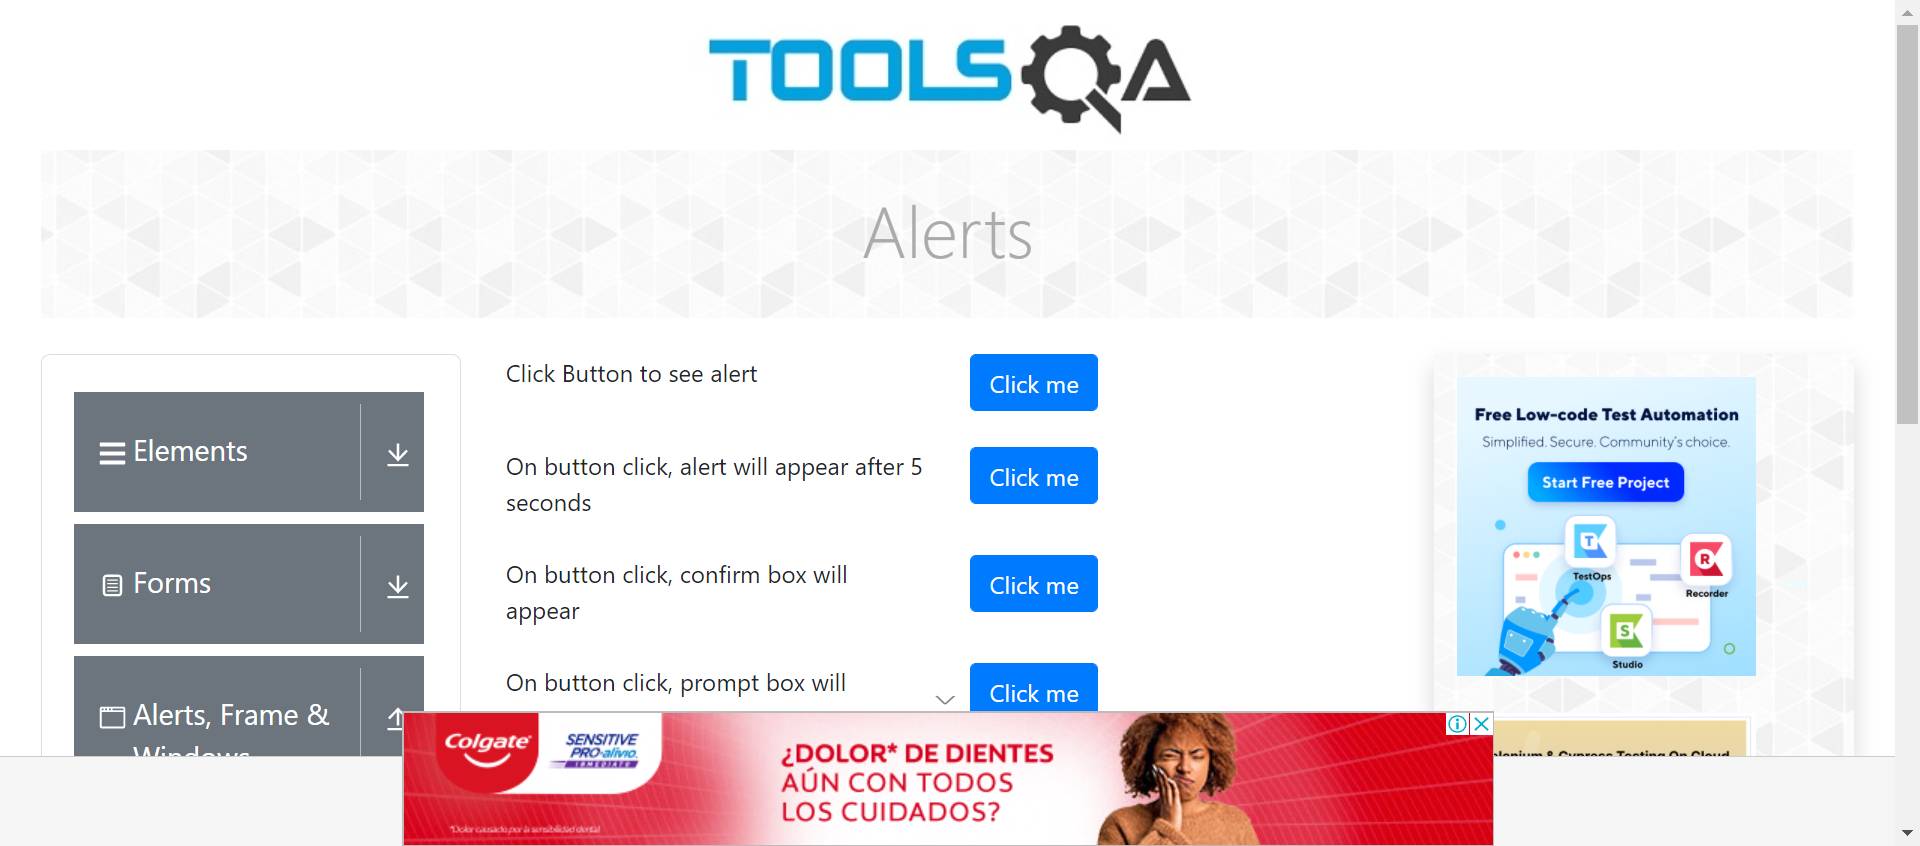 TOOLSQA
Alerts
Elements
Forms
Alerts, Frame &
Windows
Click Button to see alert
Click me
On button click, alert will appear after 5
seconds
Click me
On button click, confirm box will
appear
Click me
On button click, prompt box will
Click me
Free Low-code Test Automation
Simplified. Secure. Community's choice.
Start Free Project
T
TestOps
R
Recorder
S
Studio
lenium & Cypress Testing On Cloud
Colgate
SENSITIVE
PRO-alivio
INMEDIATO
¿DOLOR* DE DIENTES
AÚN CON TODOS
LOS CUIDADOS?
*Dolor causado por la sensibilidad dental